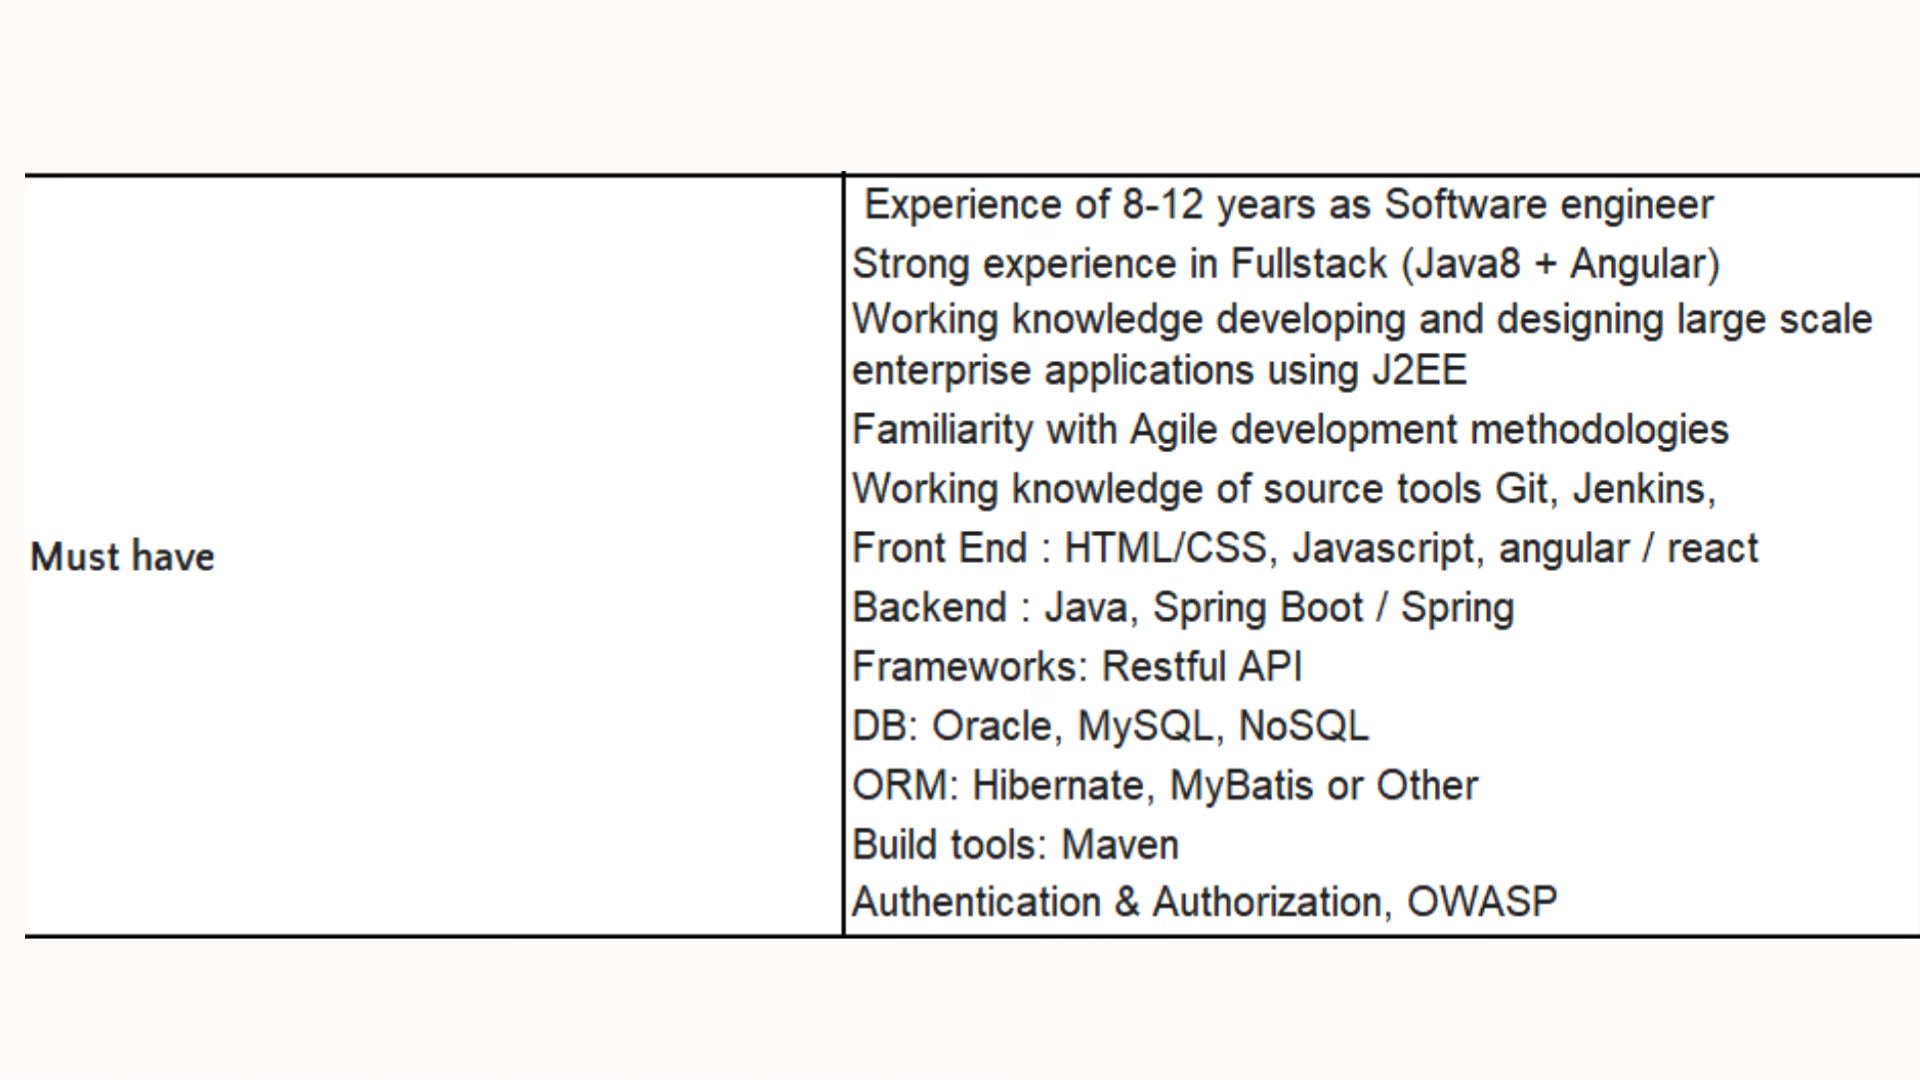 Experience of 8-12 years as Software engineer
Strong experience in Fullstack (Java8 + Angular)
Working knowledge developing and designing large scale
enterprise applications using J2EE
Familiarity with Agile development methodologies
Working knowledge of source tools Git, Jenkins,
Must have
Front End : HTML/CSS, Javascript, angular / react
Backend : Java, Spring Boot / Spring
Frameworks: Restful API
DB: Oracle, MySQL, NoSQL
ORM: Hibernate, MyBatis or Other
Build tools: Maven
Authentication & Authorization, OWASP